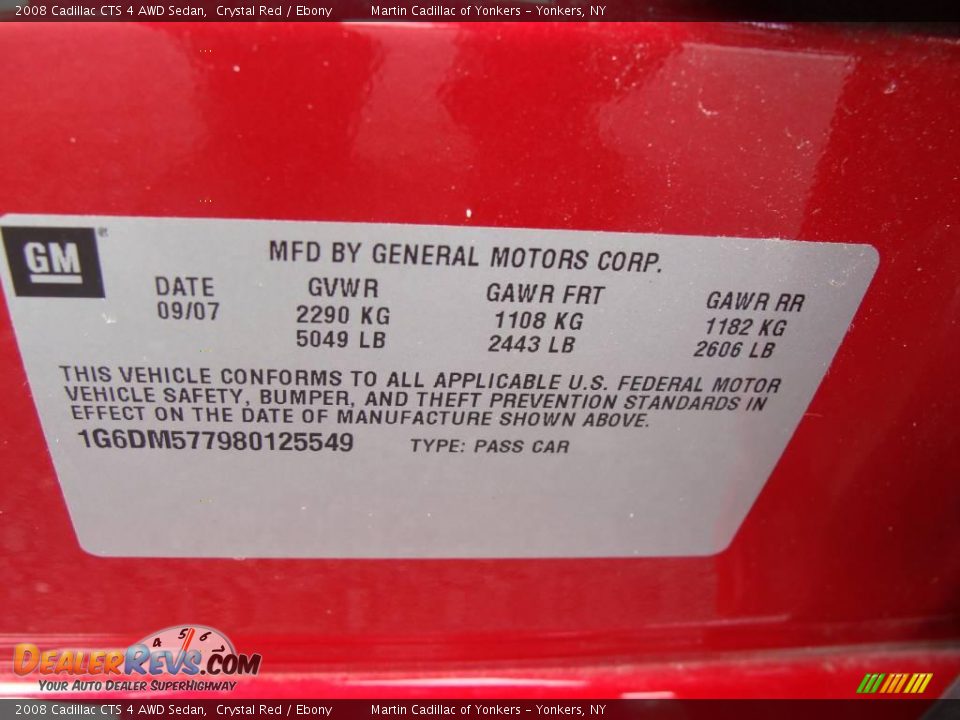 2008 Cadillac CTS 4 AWD Sedan, Crystal Red / Ebony Martin Cadillac of Yonkers - Yonkers, NY
GM®
MFD BY GENERAL MOTORS CORP.
DATE GVWR GAWR FRT GAWR RR
09/07 2290 KG 1108 KG 1182 KG
5049 LB 2443 LB 2606 LB
THIS VEHICLE CONFORMS TO ALL APPLICABLE U.S. FEDERAL MOTOR
VEHICLE SAFETY, BUMPER, AND THEFT PREVENTION STANDARDS IN
EFFECT ON THE DATE OF MANUFACTURE SHOWN ABOVE.
1G6DM577980125549 TYPE: PASS CAR
4 5 6 7
DEALERREVS.COM
YOUR AUTO DEALER SUPERHIGHWAY
2008 Cadillac CTS 4 AWD Sedan, Crystal Red / Ebony Martin Cadillac of Yonkers - Yonkers, NY